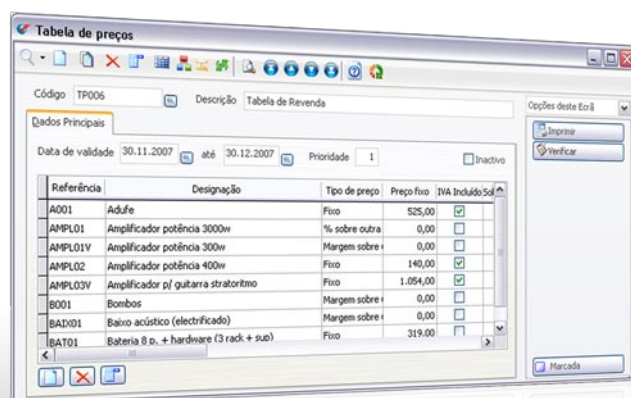 Tabela de preços
Código TP006 Descrição Tabela de Revenda
Opções deste Ecrã
Dados Principais
Imprimir
Verificar
Data de validade 30.11.2007 até 30.12.2007 Prioridade 1 Inactivo
Referência Designação Tipo de preço Preço fixo IVA Incluído
A001 Adufe Fixo 525,00
AMPL01 Amplificador potência 3000w % sobre outra 0,00
AMPL01V Amplificador potência 300w Margem sobre 0,00
AMPL02 Amplificador potência 400w Fixo 140,00
AMPL03V Amplificador p/ guitarra stratoritmo Fixo 1.054,00
B001 Bombos Margem sobre 0,00
BAIX01 Baixo acústico (electrificado) Margem sobre 0,00
BAT01 Bateria 8 p. + hardware (3 rack + sup) Fixo 319.00
Marcada